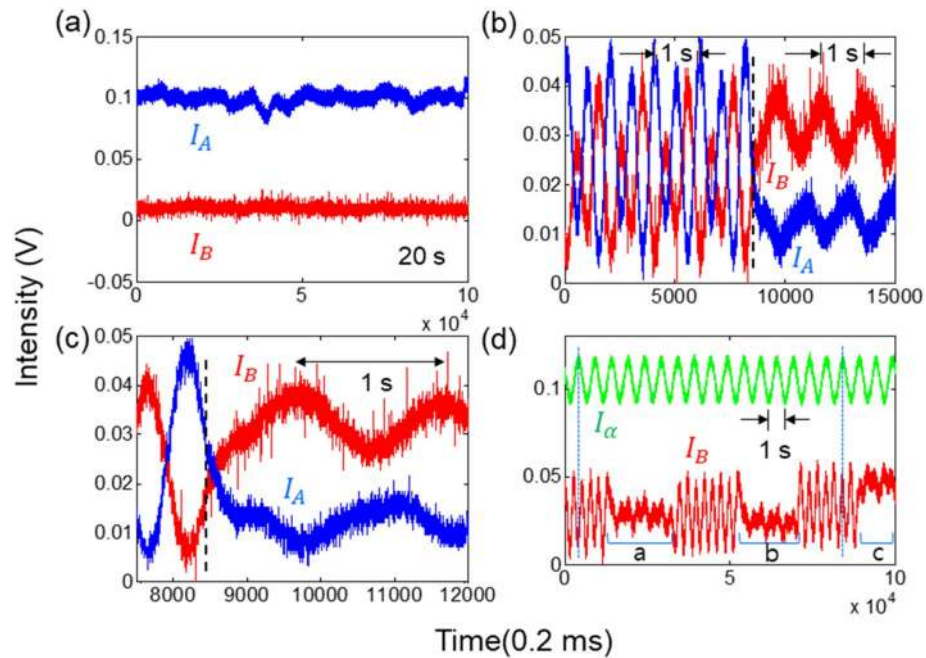 (a)
0.15
0.1
0.05
0
-0.05
I_A
I_B
20 s
0 5 10
x 10^4
(b)
0.05
0.04
0.03
0.02
0.01
0
1 s
1 s
I_B
I_A
0 5000 10000 15000
Intensity (V)
(c)
0.05
0.04
0.03
0.02
0.01
0
I_B
1 s
I_A
8000 9000 10000 11000 12000
(d)
0.1
0.05
0
I_α
1 s
I_B
a b c
0 5 10
x 10^4
Time(0.2 ms)